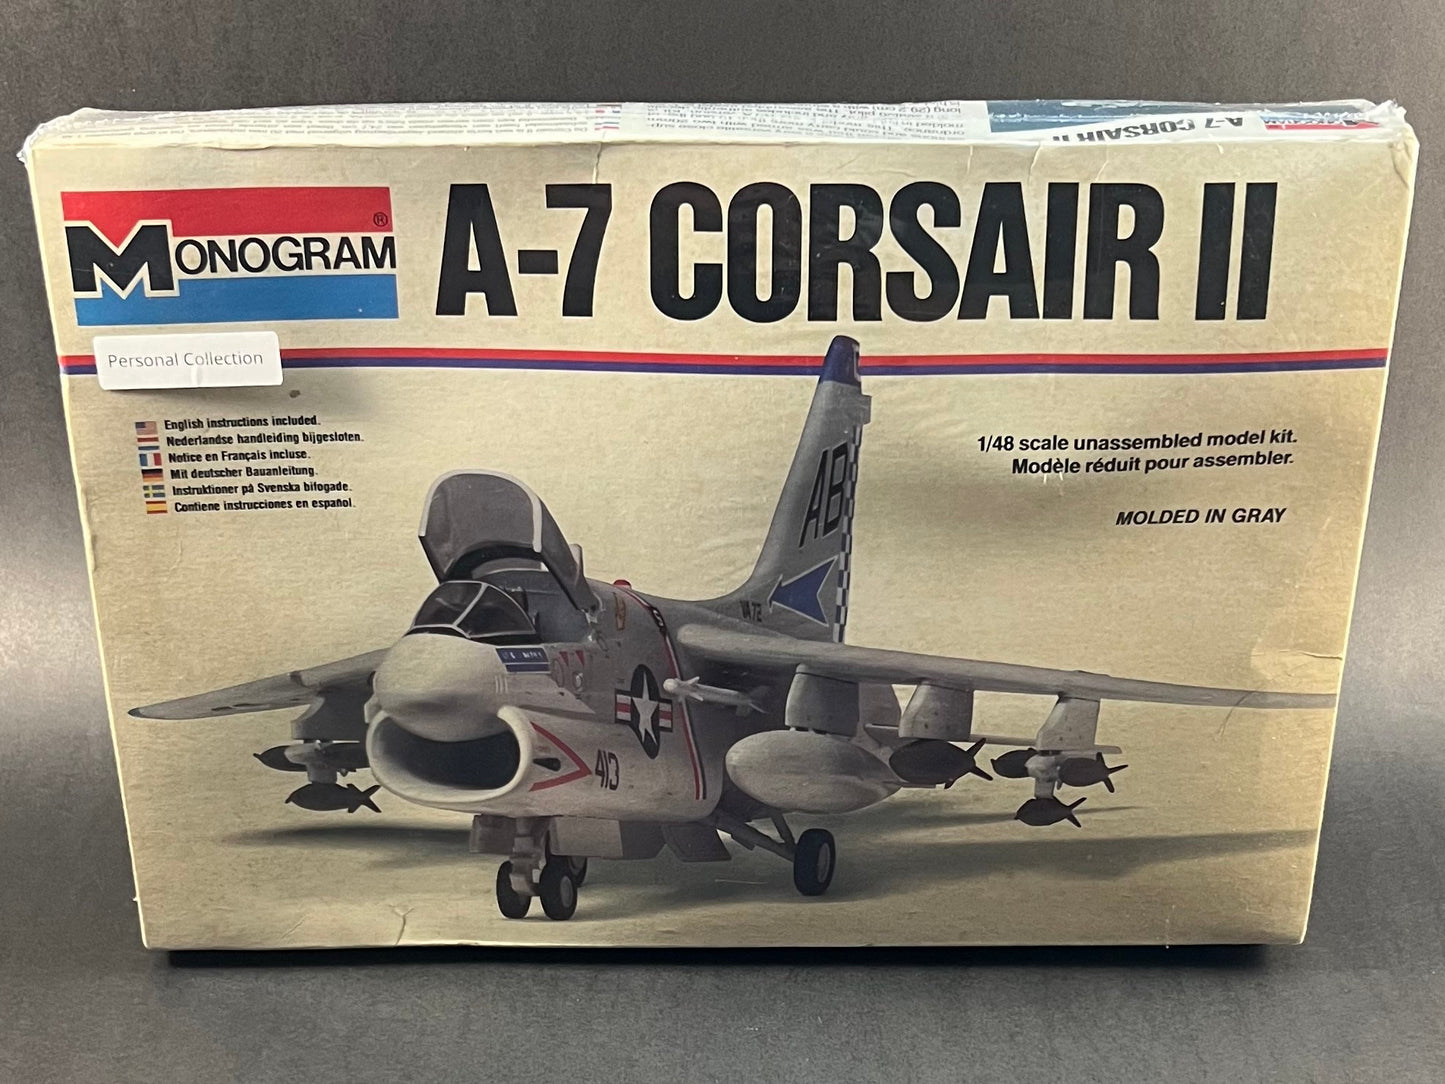 A-7 CORSAIR II
MONOGRAM®
A-7 CORSAIR II
Personal Collection
English instructions included.
Nederlandse handleiding bijgesloten.
Notice en Français incluse.
Mit deutscher Bauanleitung.
Instruktioner på Svenska bifogade.
Contiene instrucciones en español.
1/48 scale unassembled model kit.
Modèle réduit pour assembler.
MOLDED IN GRAY
AB
VA 72
413